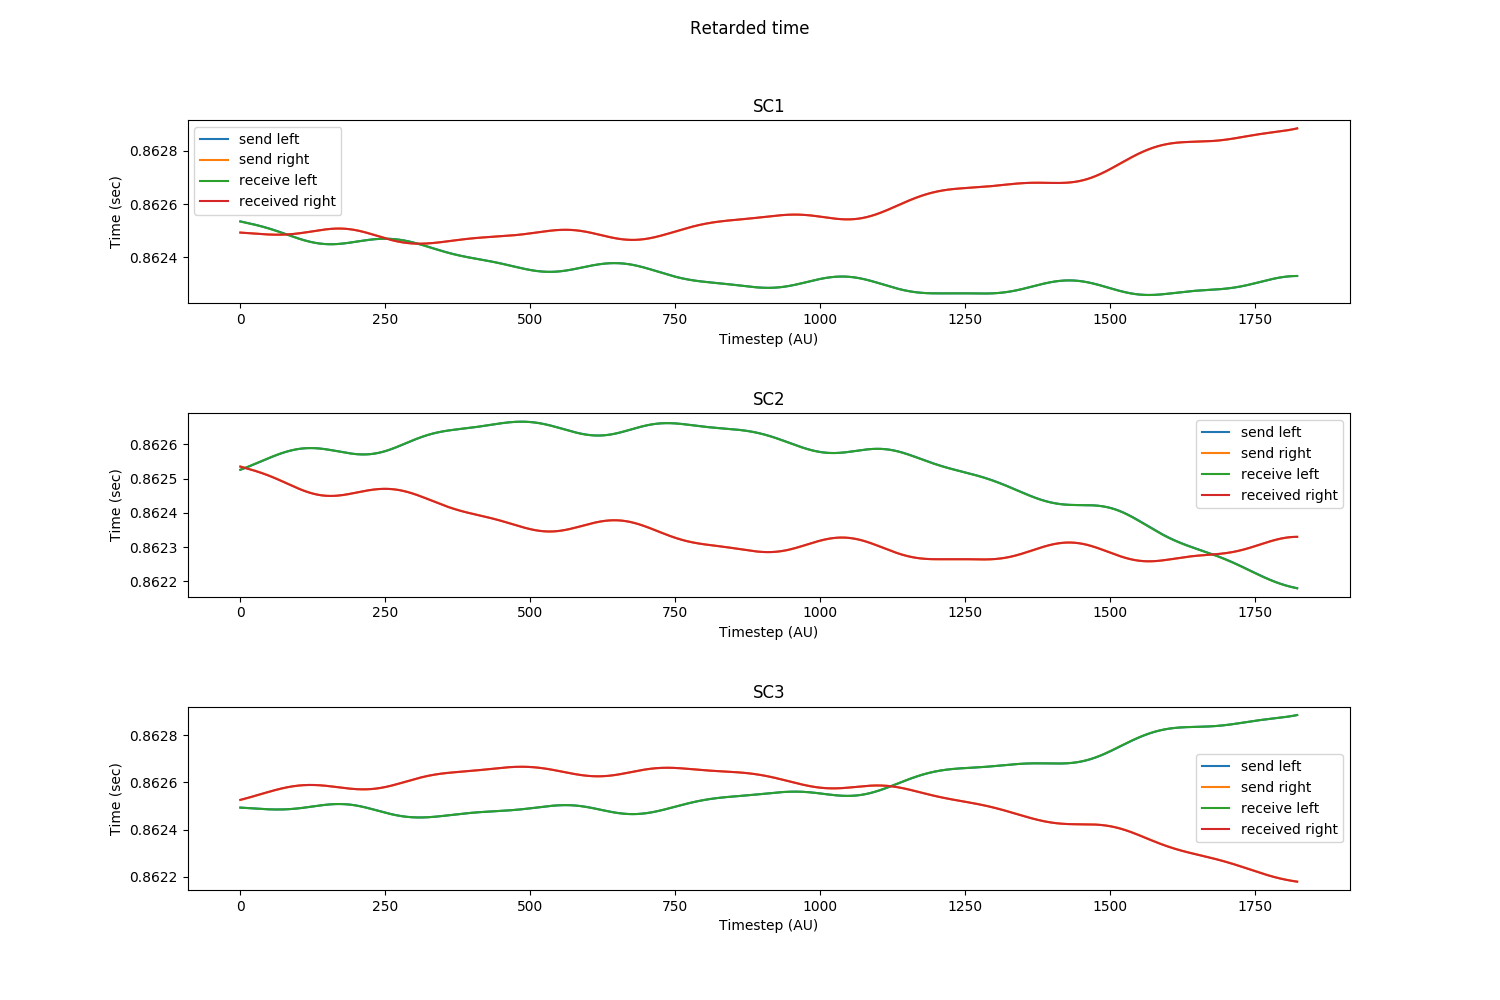 Retarded time
SC1
send left
send right
receive left
received right
0.8628
0.8626
0.8624
Time (sec)
0 250 500 750 1000 1250 1500 1750
Timestep (AU)
SC2
send left
send right
receive left
received right
0.8626
0.8625
0.8624
0.8623
0.8622
Time (sec)
0 250 500 750 1000 1250 1500 1750
Timestep (AU)
SC3
send left
send right
receive left
received right
0.8628
0.8626
0.8624
0.8622
Time (sec)
0 250 500 750 1000 1250 1500 1750
Timestep (AU)